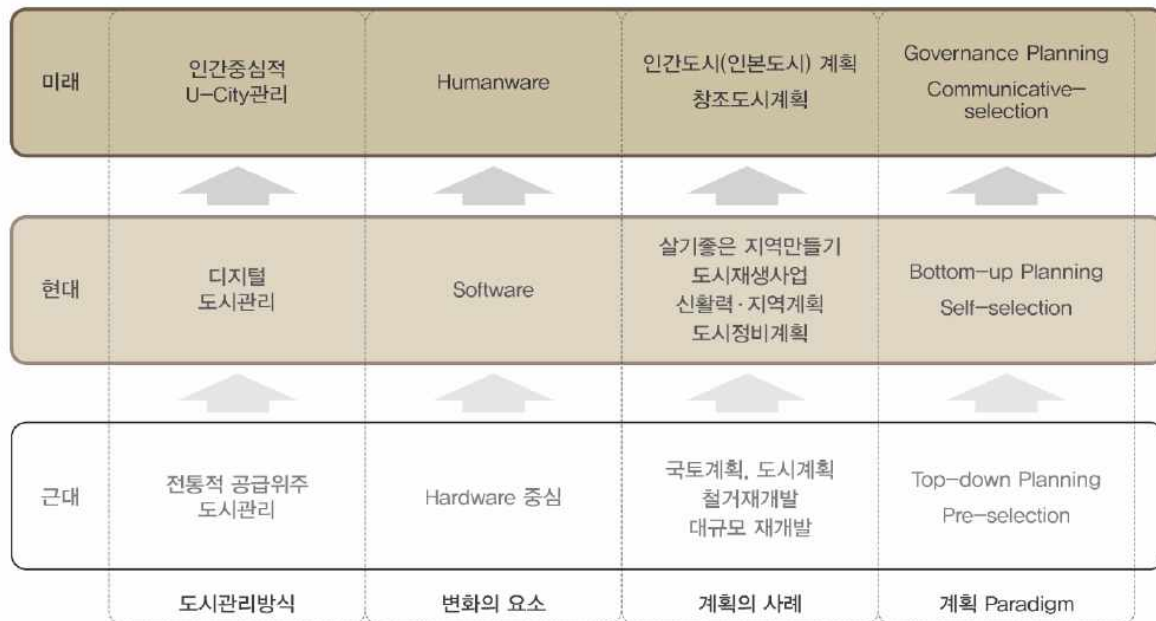 미래
인간중심적
U-City관리
Humanware
인간도시(인본도시) 계획
창조도시계획
Governance Planning
Communicative-
selection
현대
디지털
도시관리
Software
살기좋은 지역만들기
도시재생사업
신활력·지역계획
도시정비계획
Bottom-up Planning
Self-selection
근대
전통적 공급위주
도시관리
Hardware 중심
국토계획, 도시계획
철거재개발
대규모 재개발
Top-down Planning
Pre-selection
도시관리방식
변화의 요소
계획의 사례
계획 Paradigm